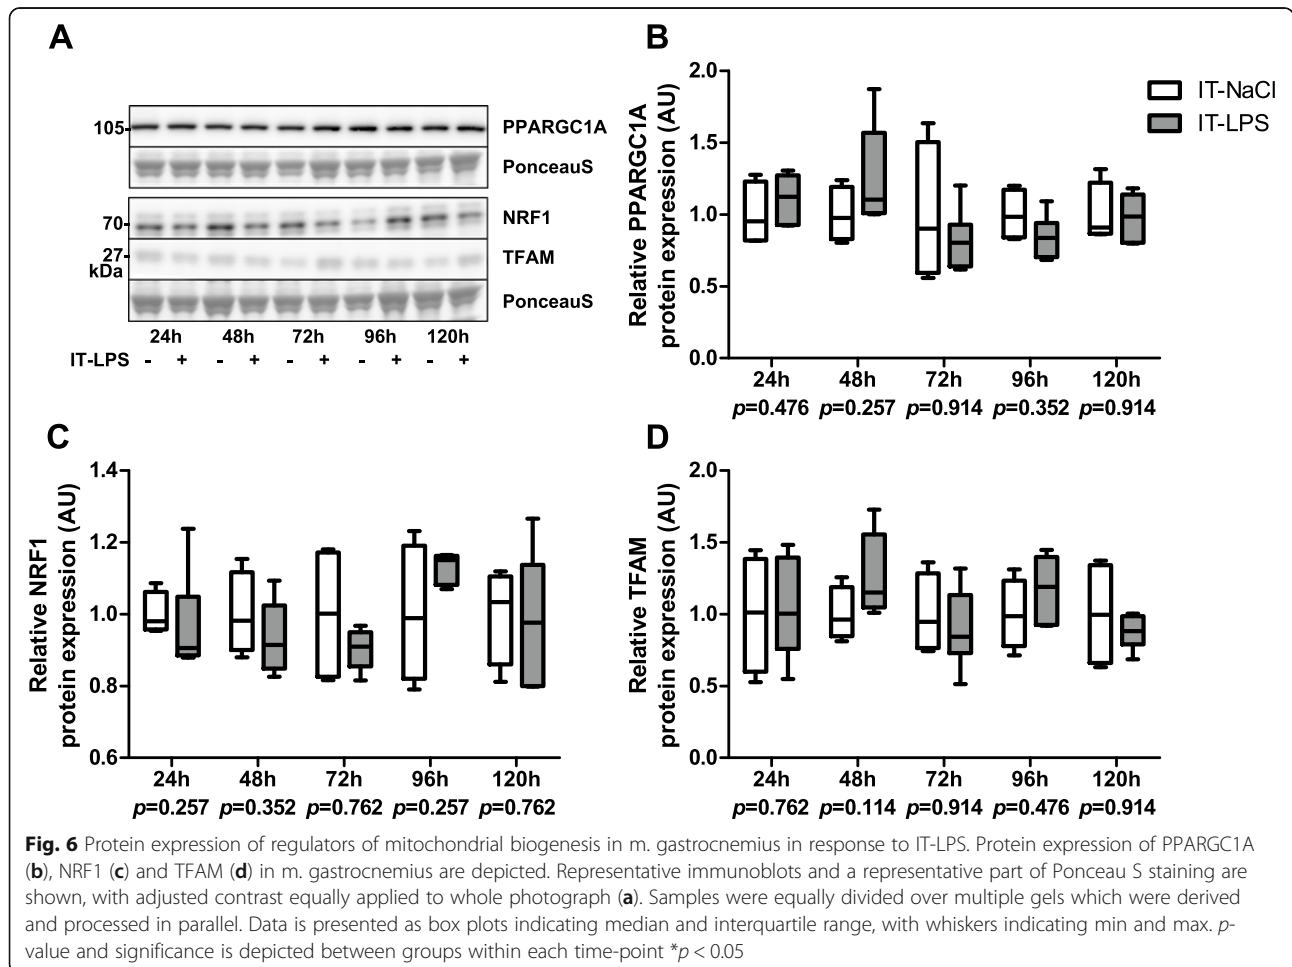 A
105-
PPARGC1A
PonceauS
70-
NRF1
27-
kDa
TFAM
PonceauS
24h 48h 72h 96h 120h
IT-LPS - + - + - + - + - +
B
Relative PPARGC1A
protein expression (AU)
2.0
1.5
1.0
0.5
0.0
24h 48h 72h 96h 120h
p=0.476 p=0.257 p=0.914 p=0.352 p=0.914
IT-NaCl
IT-LPS
C
Relative NRF1
protein expression (AU)
1.4
1.2
1.0
0.8
0.6
24h 48h 72h 96h 120h
p=0.257 p=0.352 p=0.762 p=0.257 p=0.762
D
Relative TFAM
protein expression (AU)
2.0
1.5
1.0
0.5
0.0
24h 48h 72h 96h 120h
p=0.762 p=0.114 p=0.914 p=0.476 p=0.914
Fig. 6 Protein expression of regulators of mitochondrial biogenesis in m. gastrocnemius in response to IT-LPS. Protein expression of PPARGC1A
(b), NRF1 (c) and TFAM (d) in m. gastrocnemius are depicted. Representative immunoblots and a representative part of Ponceau S staining are
shown, with adjusted contrast equally applied to whole photograph (a). Samples were equally divided over multiple gels which were derived
and processed in parallel. Data is presented as box plots indicating median and interquartile range, with whiskers indicating min and max. p-
value and significance is depicted between groups within each time-point *p < 0.05